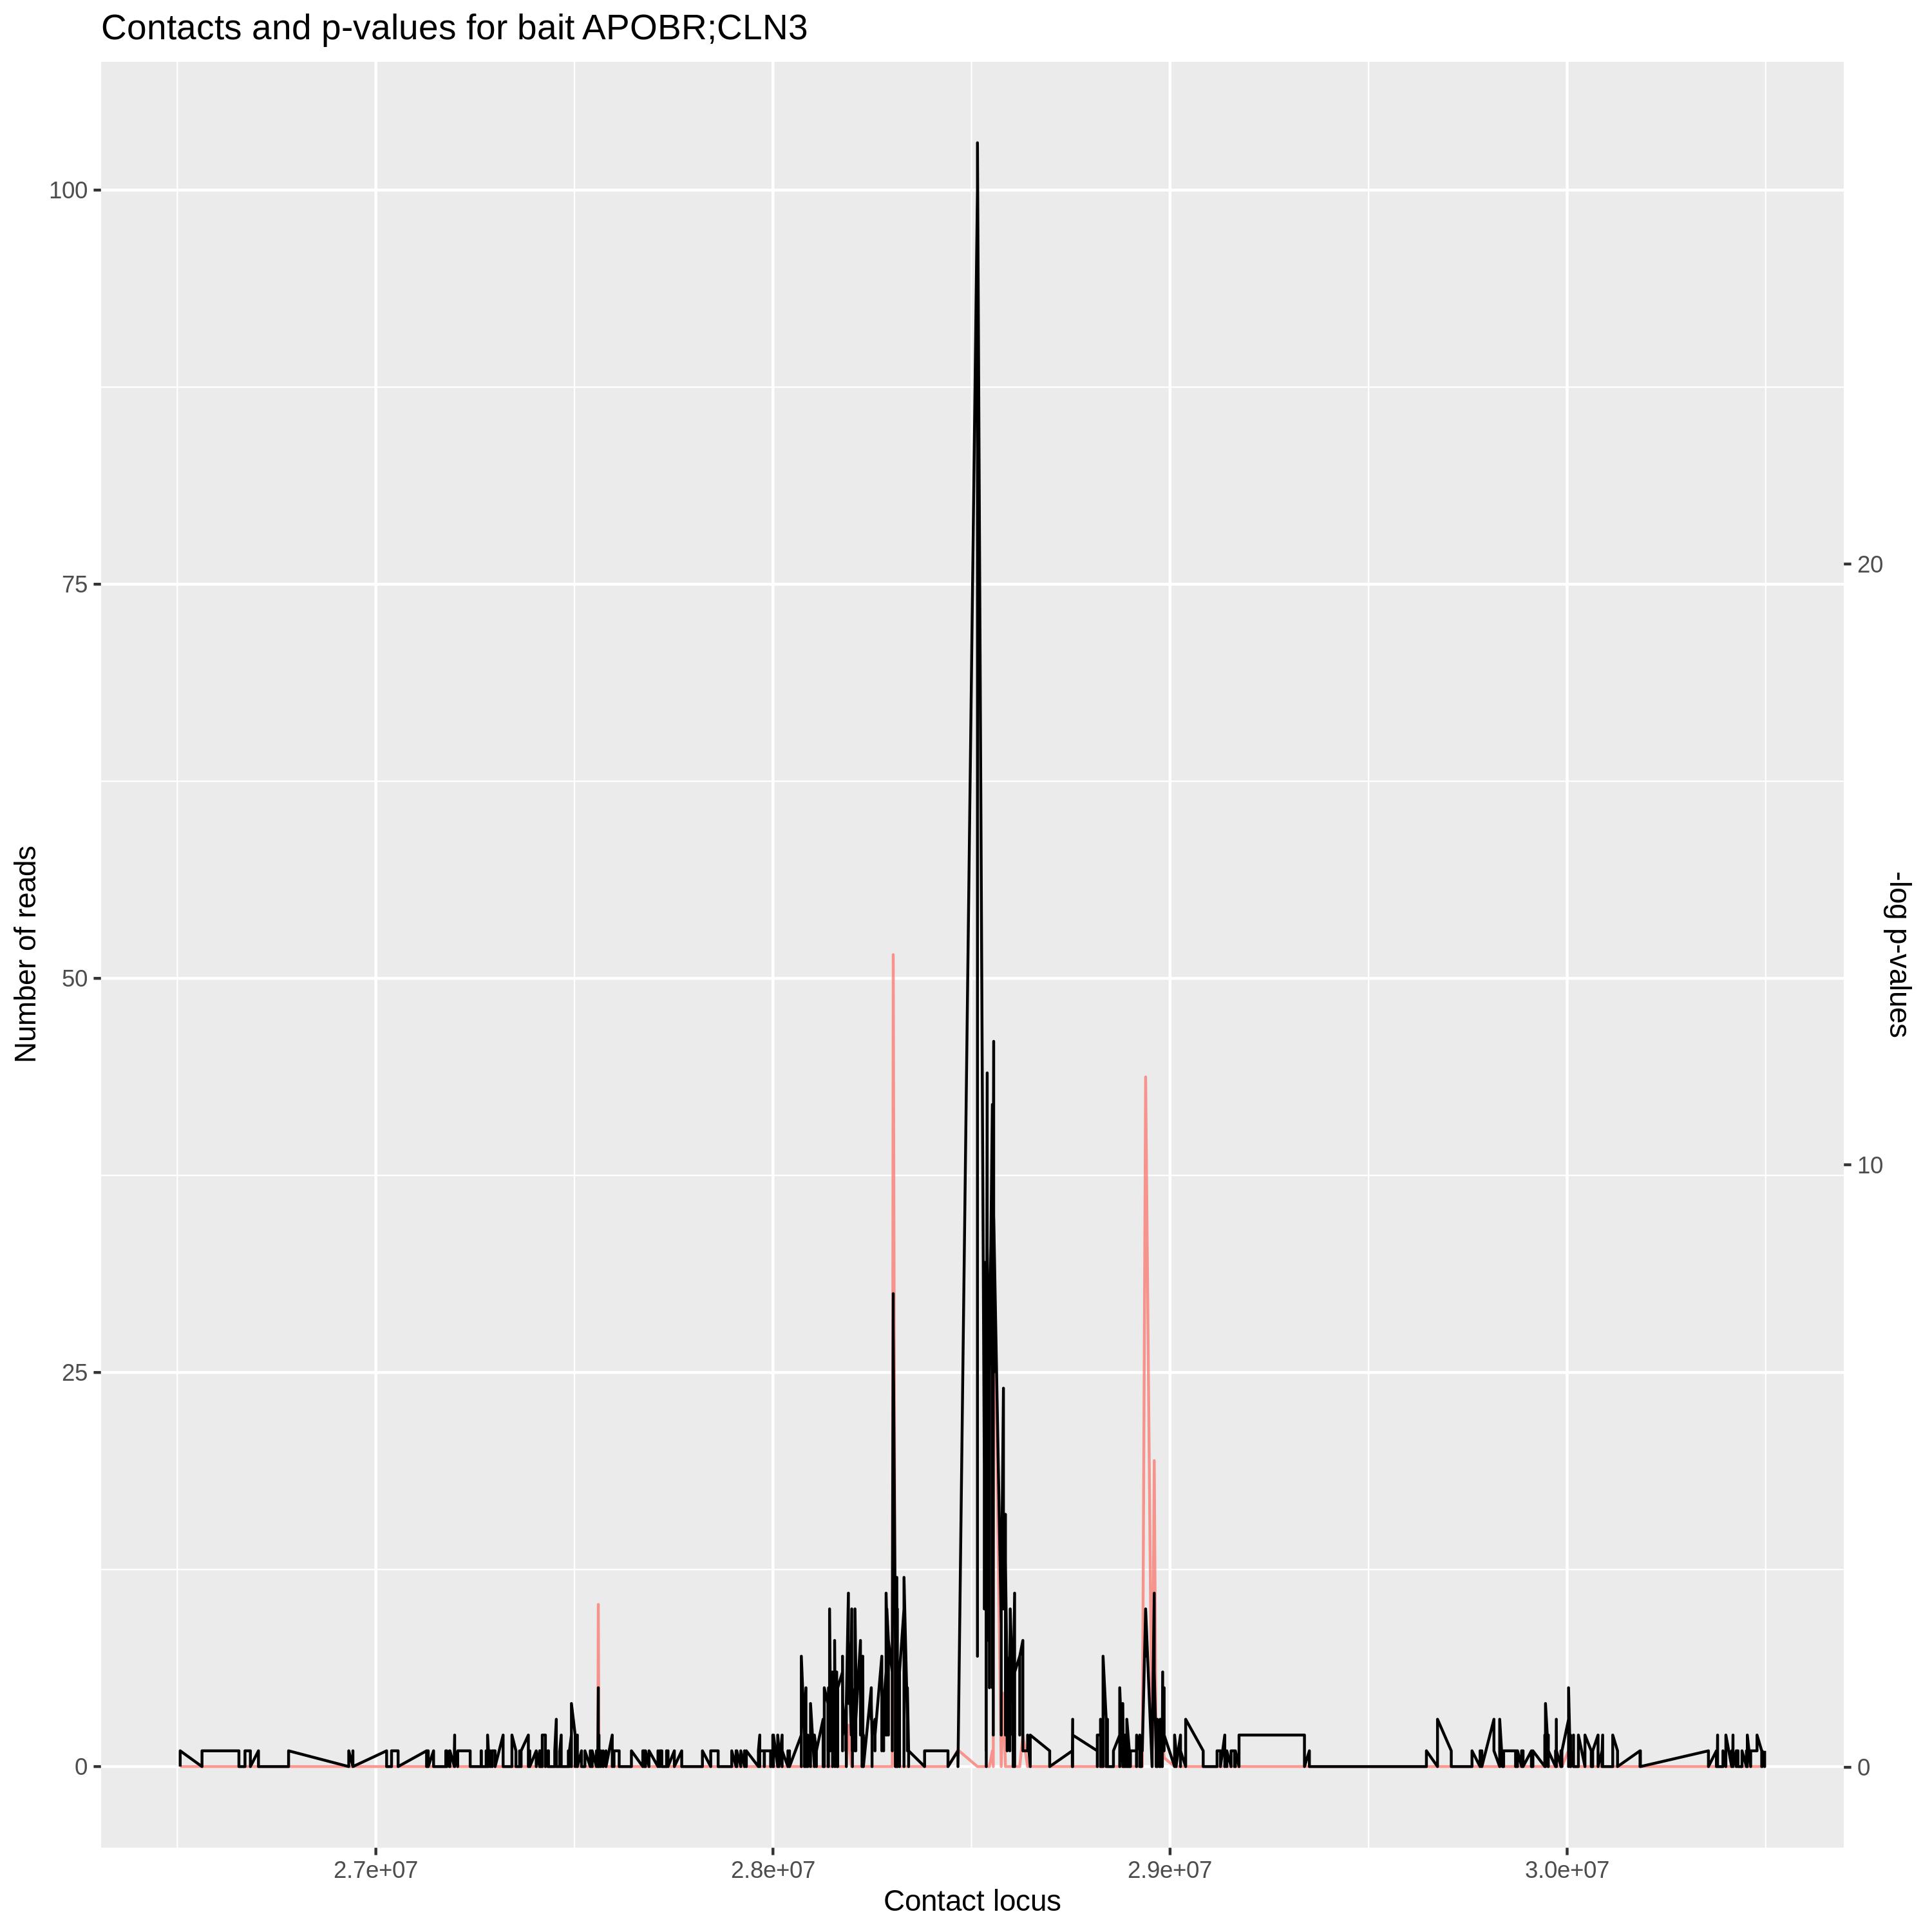 Contacts and p-values for bait APOBR;CLN3
100
75
50
25
0
Number of reads
20
10
0
-log p-values
2.7e+07
2.8e+07
2.9e+07
3.0e+07
Contact locus